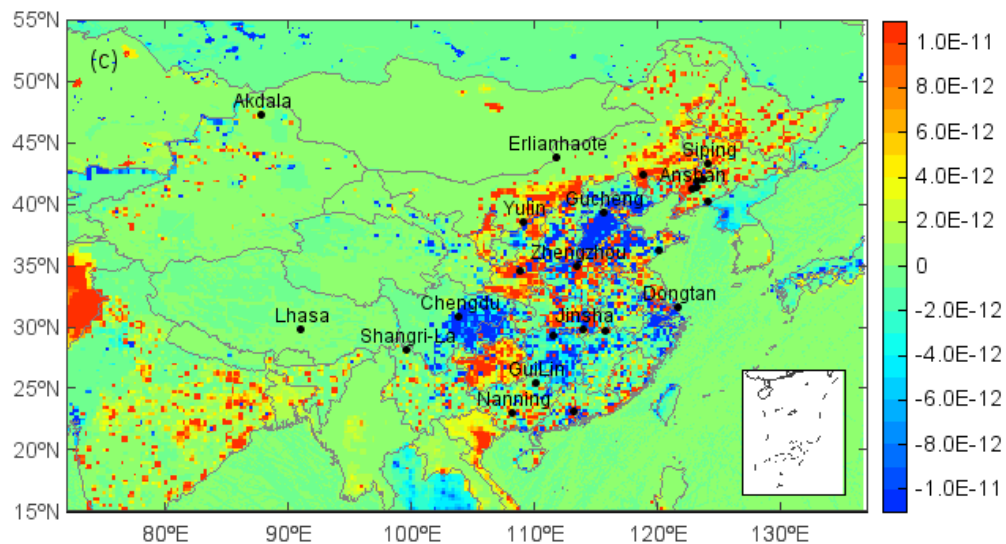 55ºN
(c)
50ºN
45ºN
40ºN
35ºN
30ºN
25ºN
20ºN
15ºN
Akdala
Erlianhaote
Siping
Anshan
Gucheng
Yulin
Zhengzhou
Dongtan
Chengdu
Jinsha
Lhasa
Shangri-La
GuiLin
Nanning
80ºE 90ºE 100ºE 110ºE 120ºE 130ºE
1.0E-11
8.0E-12
6.0E-12
4.0E-12
2.0E-12
0
-2.0E-12
-4.0E-12
-6.0E-12
-8.0E-12
-1.0E-11